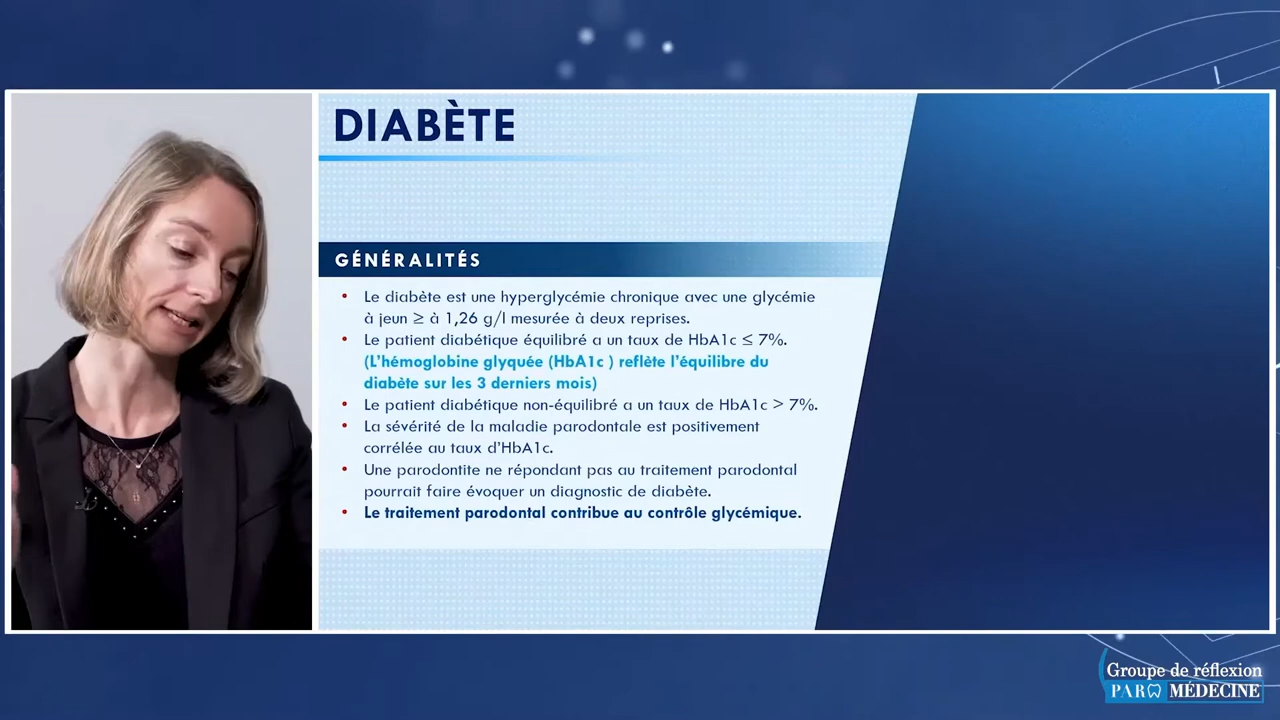 DIABÈTE
GÉNÉRALITÉS
• Le diabète est une hyperglycémie chronique avec une glycémie
à jeun ≥ à 1,26 g/l mesurée à deux reprises.
• Le patient diabétique équilibré a un taux de HbA1c ≤ 7%.
(L'hémoglobine glyquée (HbA1c ) reflète l'équilibre du
diabète sur les 3 derniers mois)
• Le patient diabétique non-équilibré a un taux de HbA1c > 7%.
• La sévérité de la maladie parodontale est positivement
corrélée au taux d'HbA1c.
• Une parodontite ne répondant pas au traitement parodontal
pourrait faire évoquer un diagnostic de diabète.
• Le traitement parodontal contribue au contrôle glycémique.
Groupe de réflexion
PARO MÉDECINE